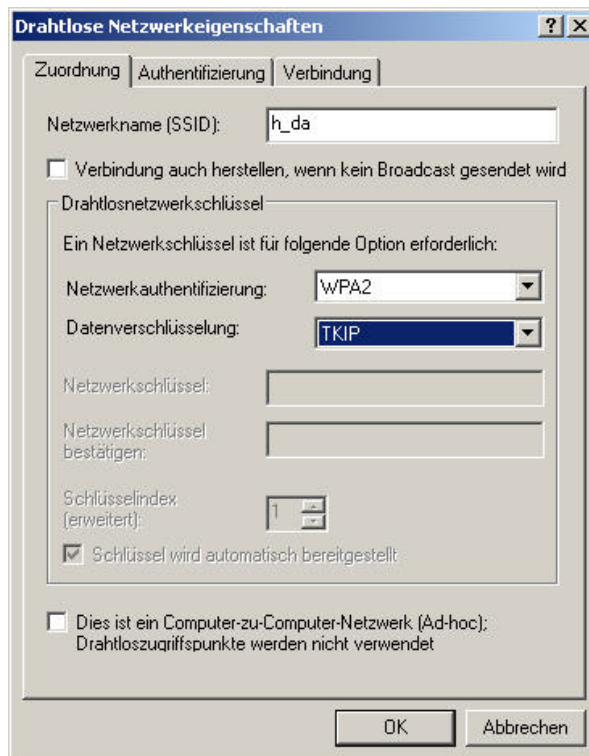 Drahtlose Netzwerkeigenschaften
Zuordnung Authentifizierung Verbindung
Netzwerkname (SSID): h_da
Verbindung auch herstellen, wenn kein Broadcast gesendet wird
Drahtlosnetzwerkschlüssel
Ein Netzwerkschlüssel ist für folgende Option erforderlich:
Netzwerkauthentifizierung: WPA2
Datenverschlüsselung: TKIP
Netzwerkschlüssel:
Netzwerkschlüssel
bestätigen:
Schlüsselindex
(erweitert): 1
Schlüssel wird automatisch bereitgestellt
Dies ist ein Computer-zu-Computer-Netzwerk (Ad-hoc);
Drahtloszugriffspunkte werden nicht verwendet
OK Abbrechen